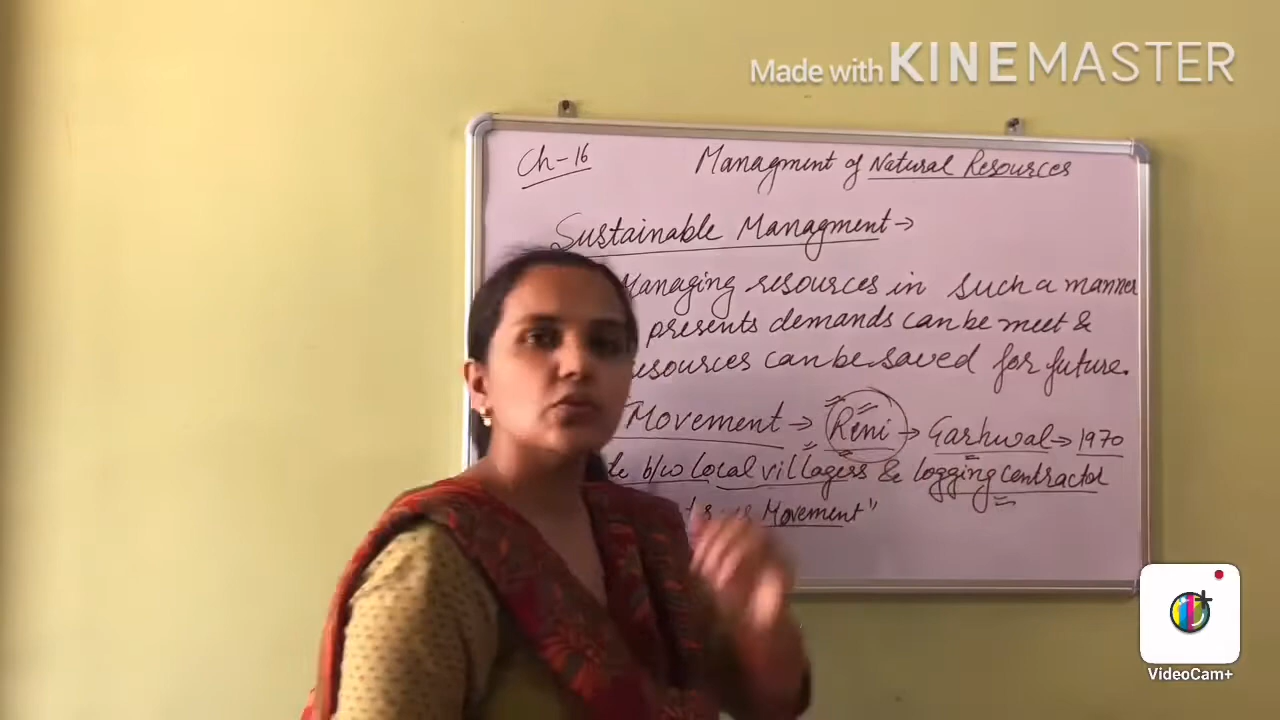 Made with KINEMASTER
Ch-16 Managment of Natural Resources
Sustainable Managment →
Managing resources in such a manner
presents demands can be meet &
resources can be saved for future.
Movement → Reni → Garhwal → 1970
b/w local villagers & logging contractor
Movement"
VideoCam+